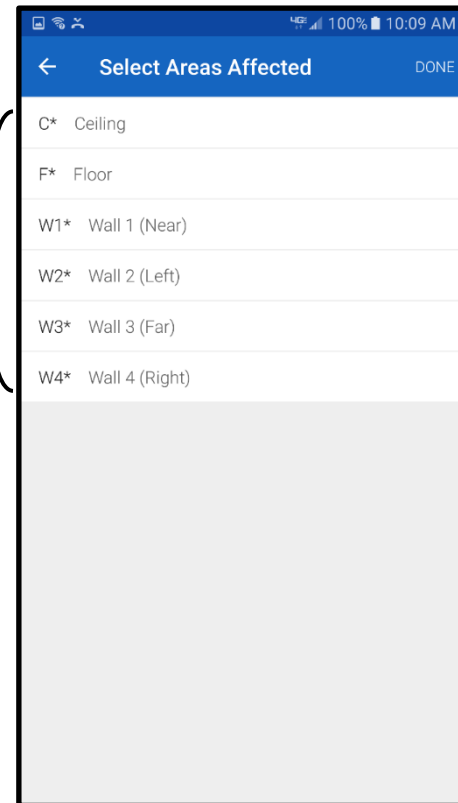 4G 100% 10:09 AM
Select Areas Affected DONE
C* Ceiling
F* Floor
W1* Wall 1 (Near)
W2* Wall 2 (Left)
W3* Wall 3 (Far)
W4* Wall 4 (Right)